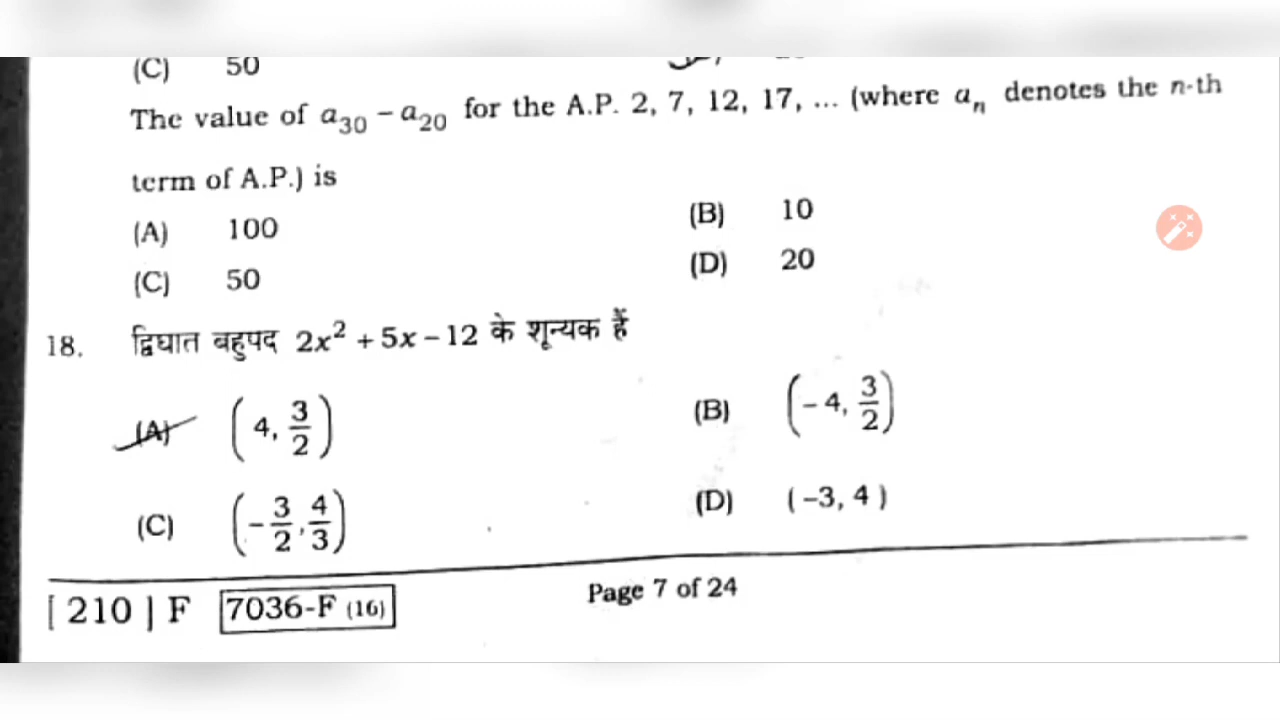 (C) 50
The value of a₃₀ – a₂₀ for the A.P. 2, 7, 12, 17, ... (where aₙ denotes the n-th
term of A.P.) is
(A) 100 (B) 10
(C) 50 (D) 20
18. द्विघात बहुपद 2x² + 5x – 12 के शून्यक हैं
(A) (4, 3/2) (B) (– 4, 3/2)
(C) (– 3/2, 4/3) (D) (–3, 4)
[ 210 ] F 7036-F (16) Page 7 of 24